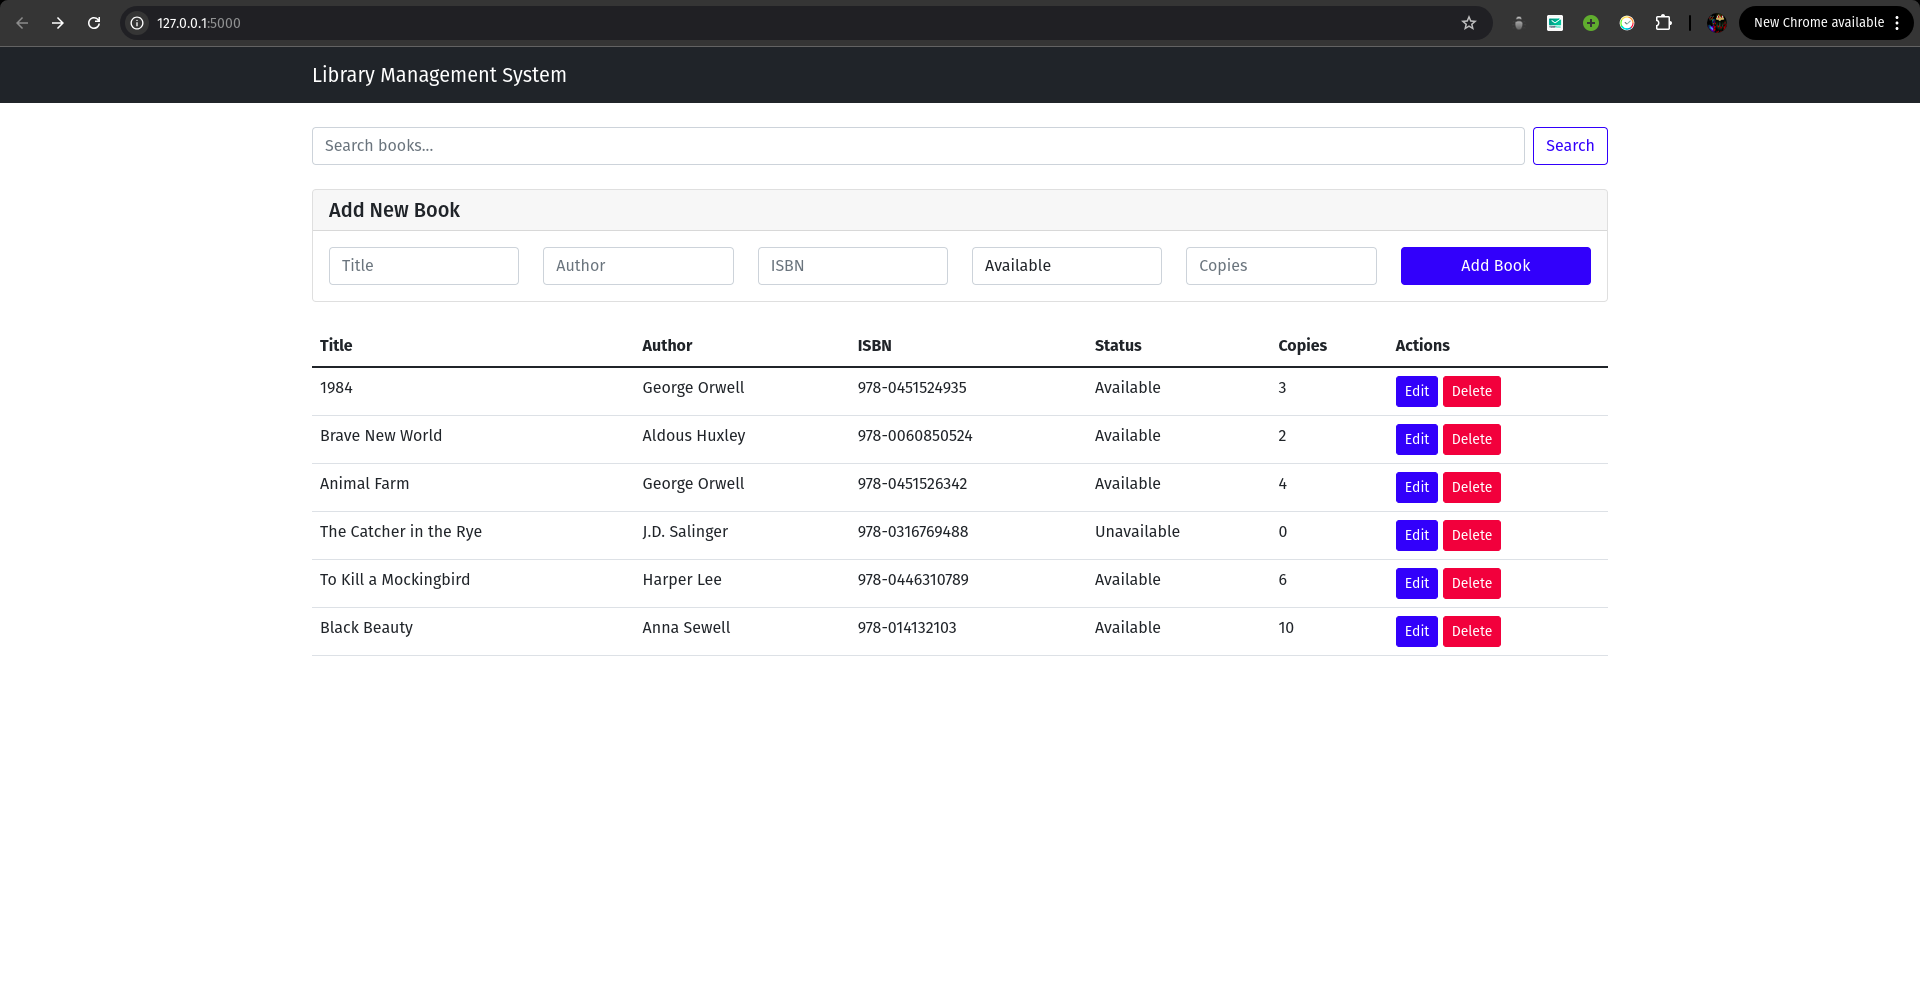 127.0.0.1:5000 New Chrome available
Library Management System
Search books... Search
Add New Book
Title Author ISBN Available Copies Add Book
Title Author ISBN Status Copies Actions
1984 George Orwell 978-0451524935 Available 3 Edit Delete
Brave New World Aldous Huxley 978-0060850524 Available 2 Edit Delete
Animal Farm George Orwell 978-0451526342 Available 4 Edit Delete
The Catcher in the Rye J.D. Salinger 978-0316769488 Unavailable 0 Edit Delete
To Kill a Mockingbird Harper Lee 978-0446310789 Available 6 Edit Delete
Black Beauty Anna Sewell 978-014132103 Available 10 Edit Delete